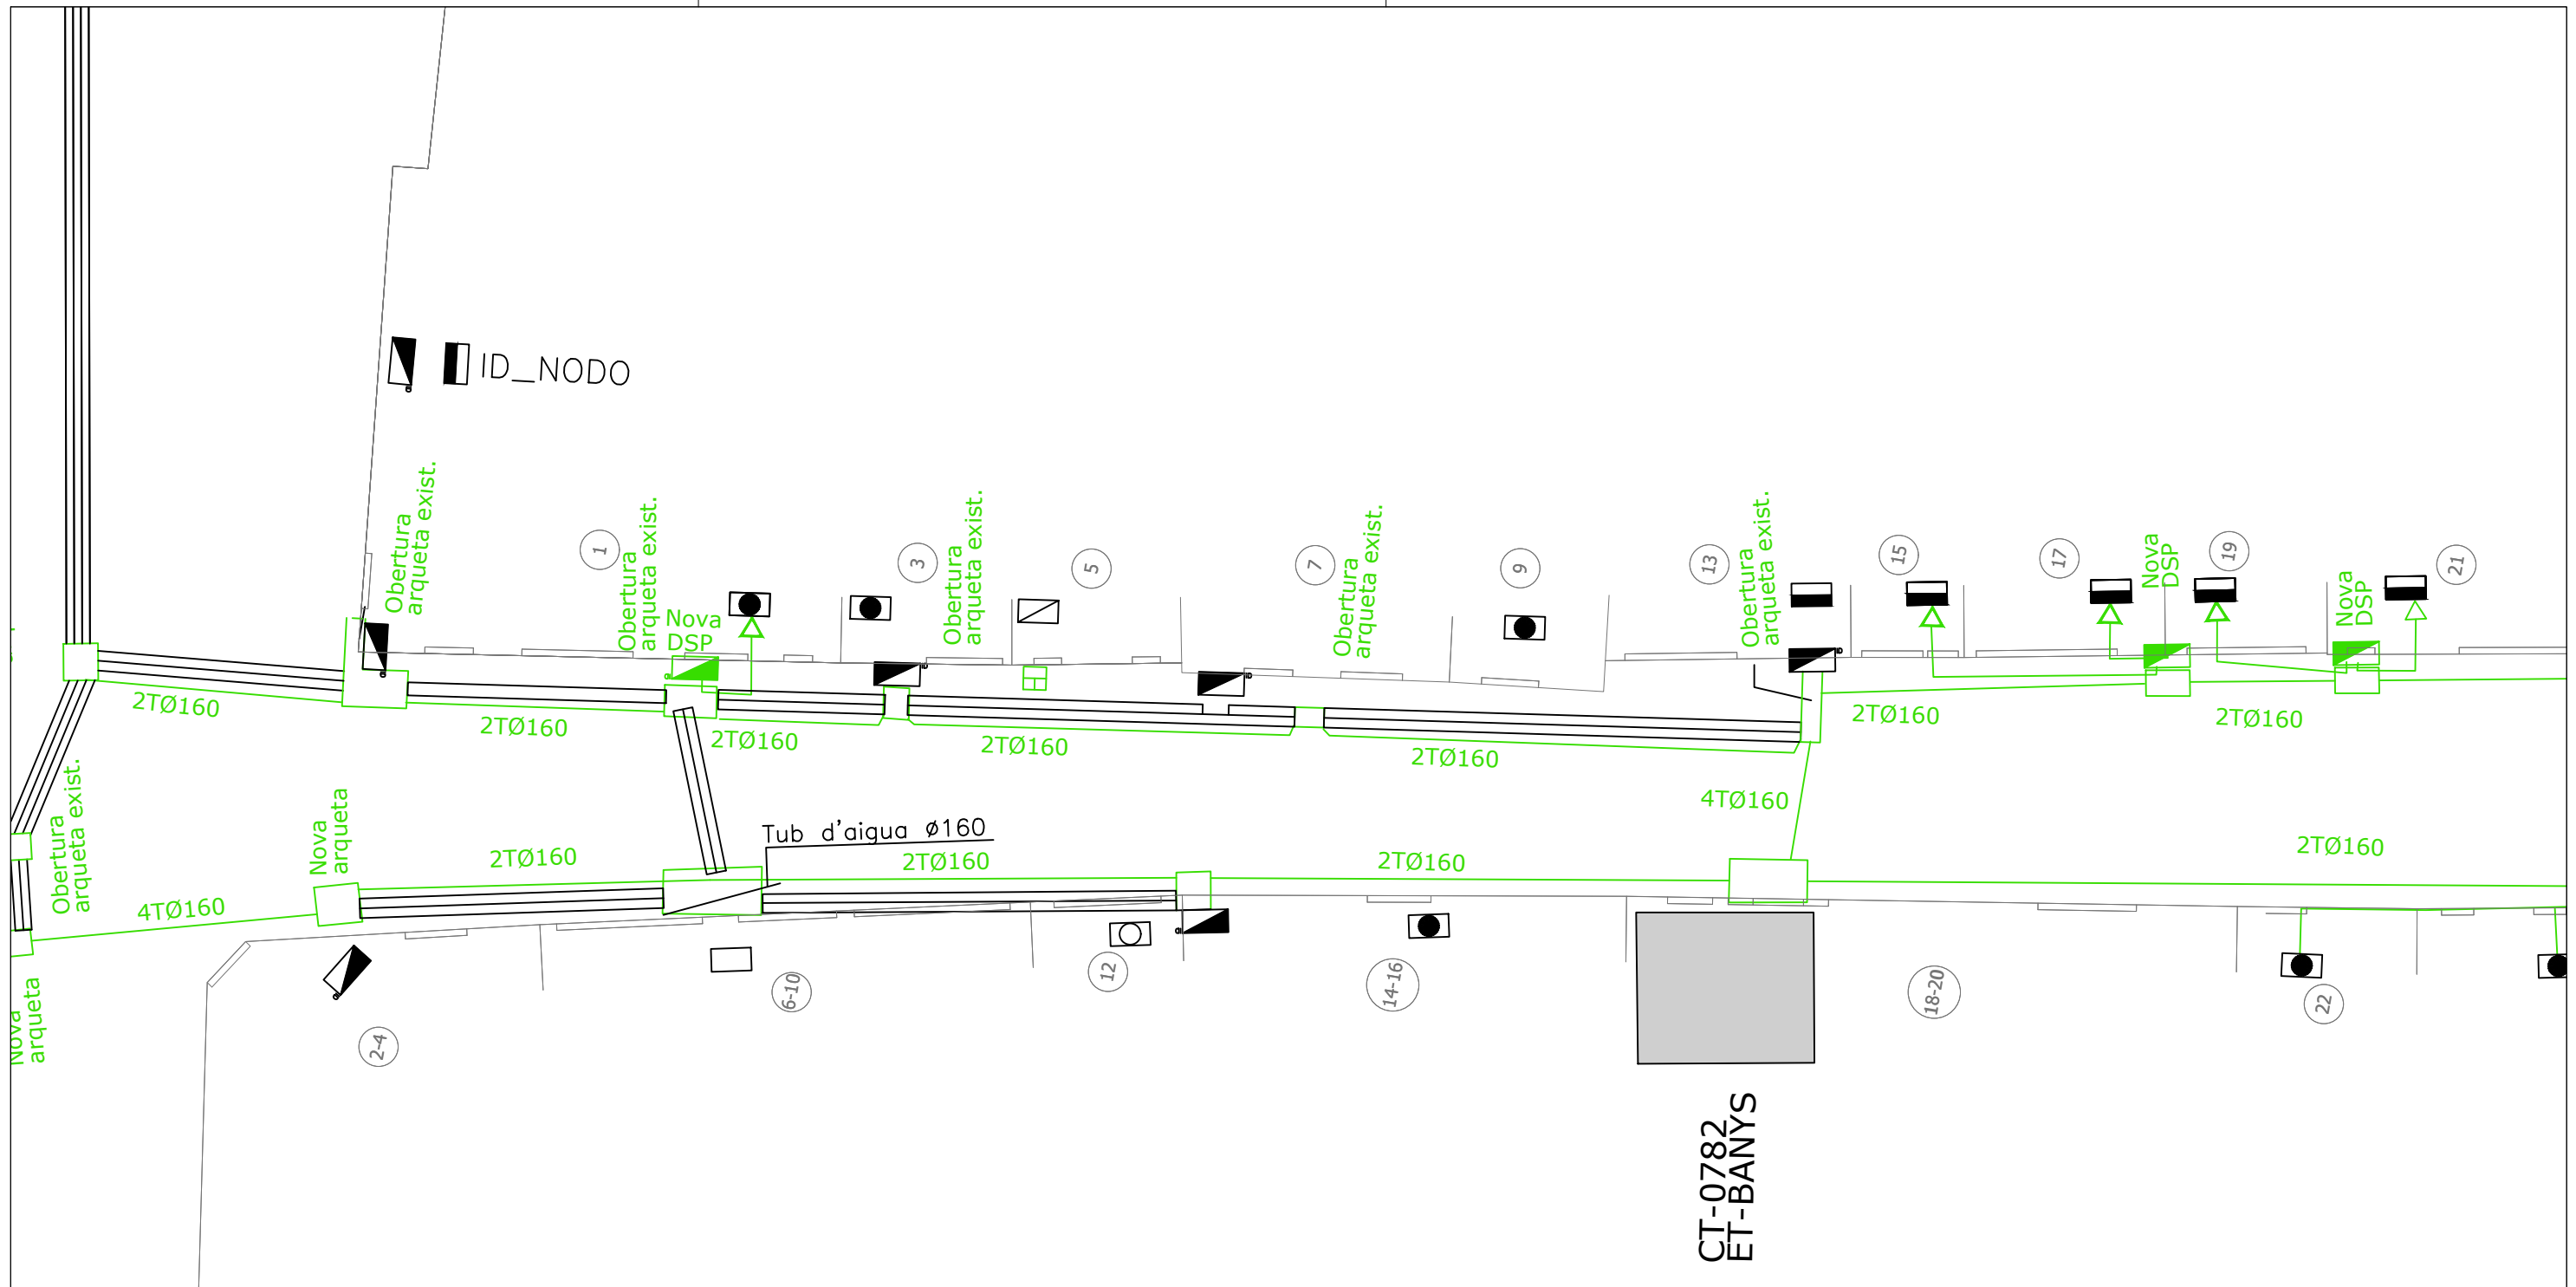 ID_NODO
Obertura
arqueta exist.
1
Obertura
arqueta exist.
Nova
DSP
3
Obertura
arqueta exist.
5
7
Obertura
arqueta exist.
9
13
Obertura
arqueta exist.
15
17
Nova
DSP
19
Nova
DSP
21
2TØ160
2TØ160
2TØ160
2TØ160
2TØ160
2TØ160
2TØ160
4TØ160
Obertura
arqueta exist.
Nova
arqueta
Tub d'aigua Ø160
2TØ160
2TØ160
2TØ160
2TØ160
4TØ160
Nova
arqueta
2-4
6-10
12
14-16
18-20
22
CT-0782
ET-BANYS